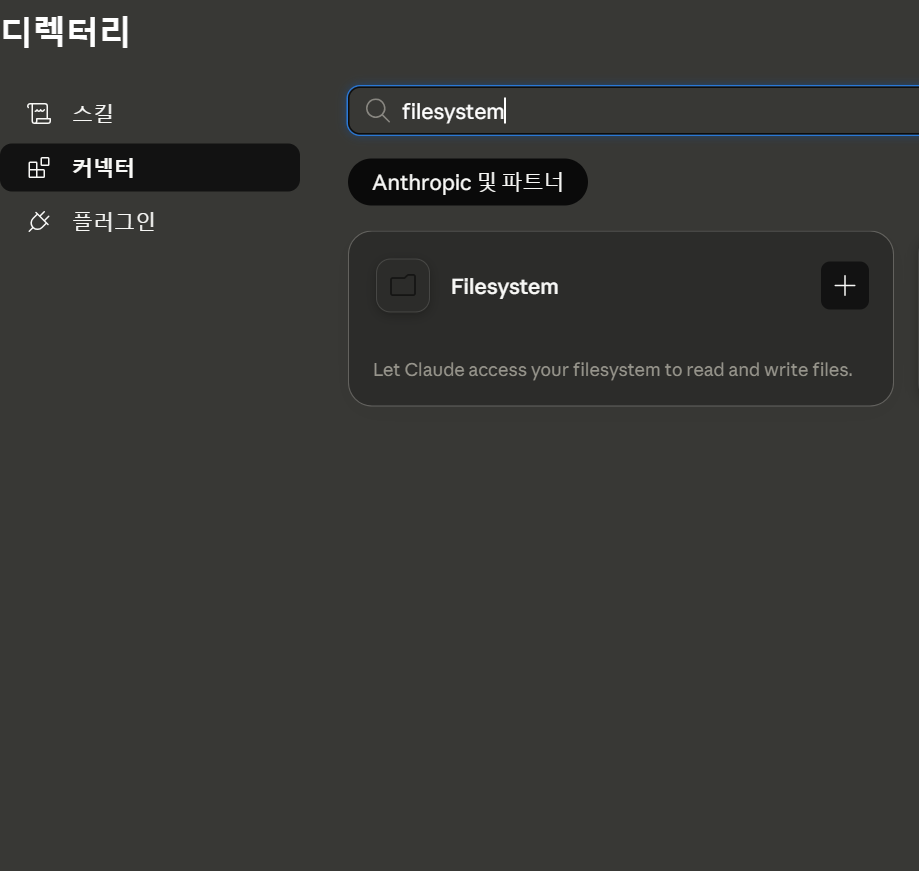 디렉터리
스킬
커넥터
플러그인
filesystem
Anthropic 및 파트너
Filesystem
Let Claude access your filesystem to read and write files.